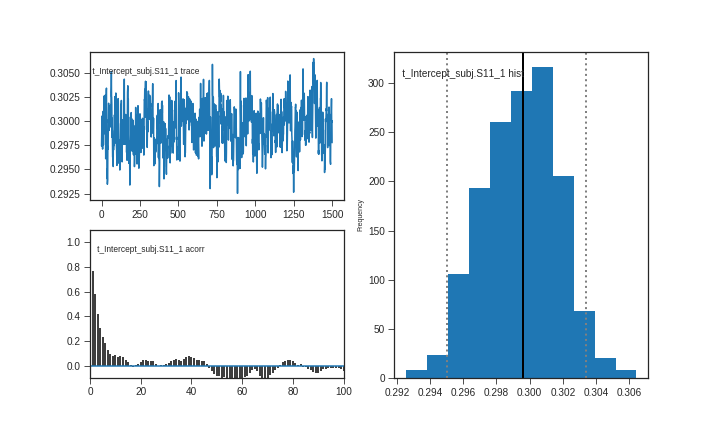 t_Intercept_subj.S11_1 trace
0.3050
0.3025
0.3000
0.2975
0.2950
0.2925
0 250 500 750 1000 1250 1500
t_Intercept_subj.S11_1 acorr
1.0
0.8
0.6
0.4
0.2
0.0
0 20 40 60 80 100
t_Intercept_subj.S11_1 hist
Frequency
300
250
200
150
100
50
0
0.292 0.294 0.296 0.298 0.300 0.302 0.304 0.306